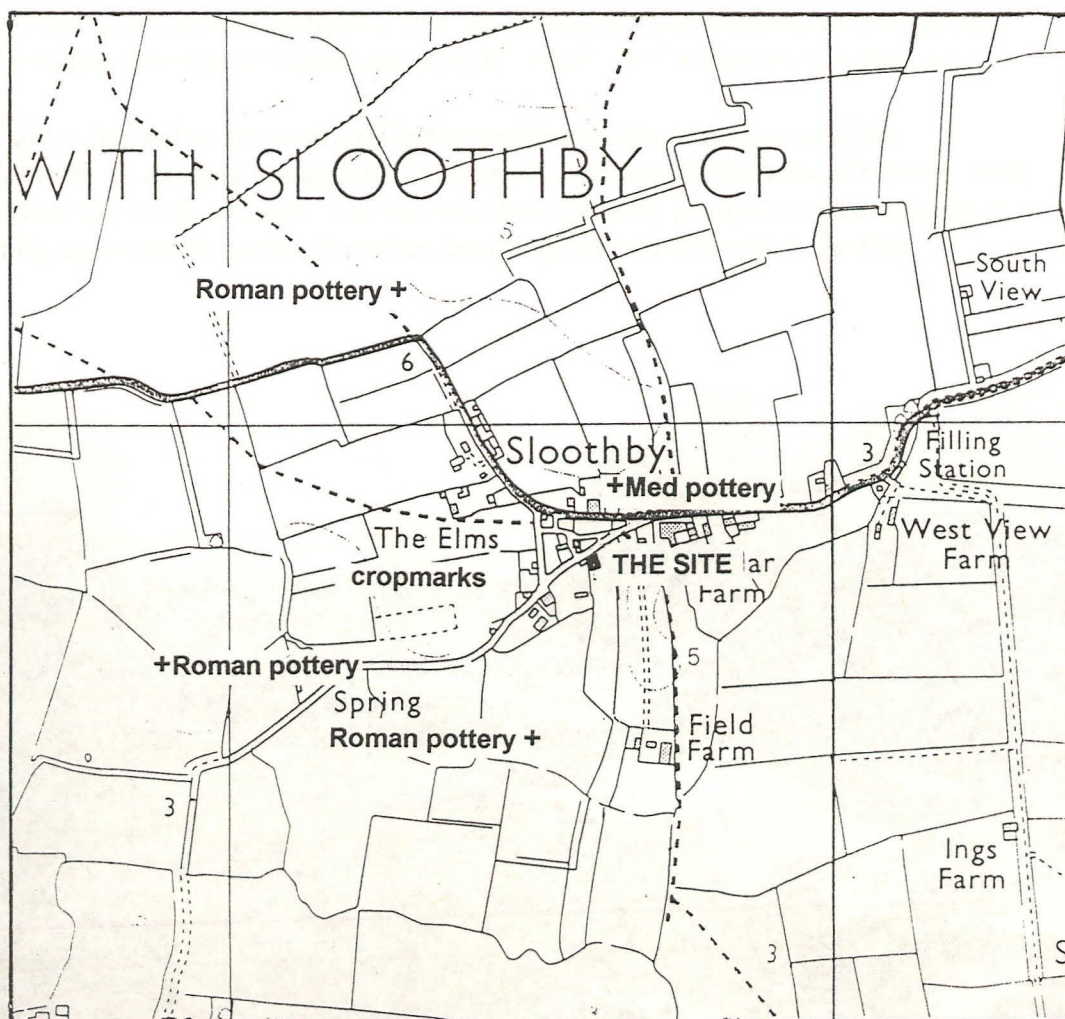 WITH SLOOTHBY CP
5
South
View
Roman pottery +
6
Sloothby
3
Filling
Station
+Med pottery
The Elms
West View
Farm
cropmarks
THE SITE lar
Farm
+Roman pottery
5
Spring
Field
Farm
Roman pottery +
3
Ings
Farm
3
S